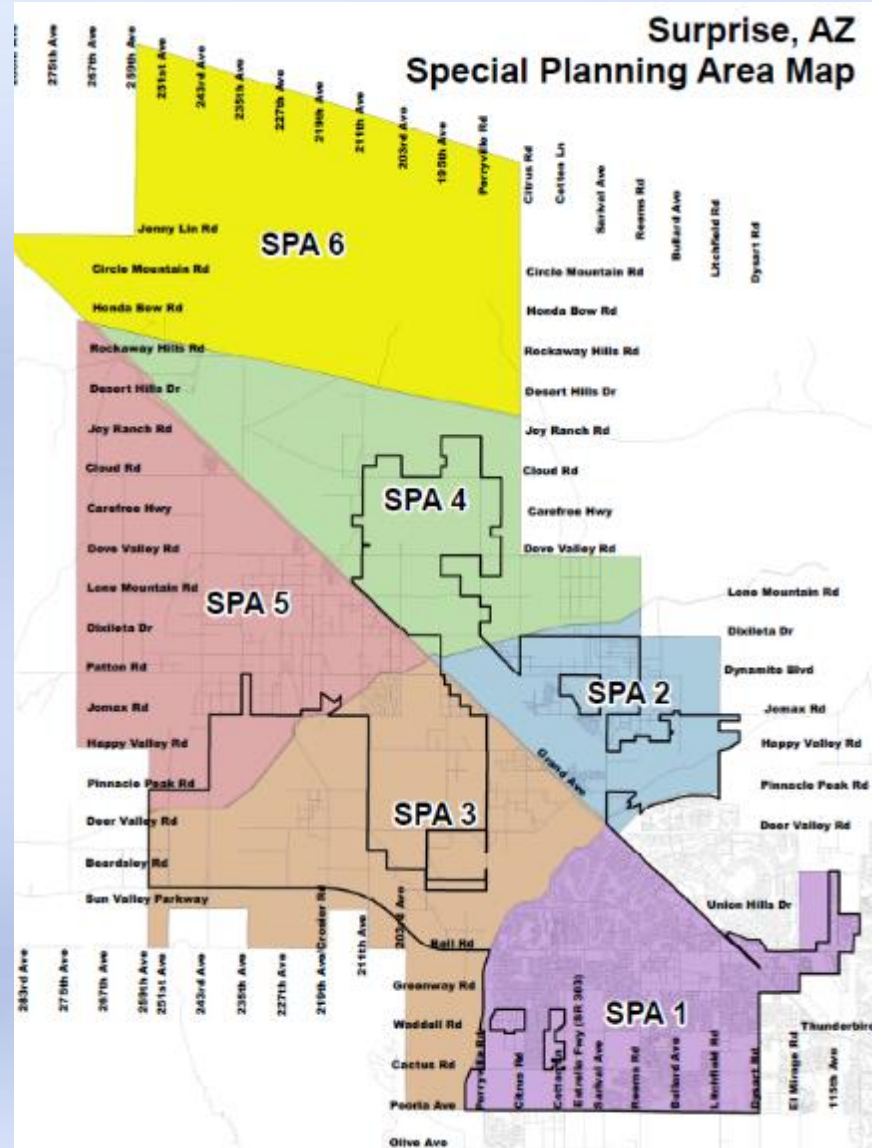 Surprise, AZ
Special Planning Area Map
275th Ave
267th Ave
259th Ave
251st Ave
243rd Ave
235th Ave
227th Ave
219th Ave
211th Ave
203rd Ave
195th Ave
Perryville Rd
Citrus Rd
Cotton Ln
Sarival Ave
Reems Rd
Bullard Ave
Litchfield Rd
Dysart Rd
Jenny Lin Rd
SPA 6
Circle Mountain Rd
Circle Mountain Rd
Honda Bow Rd
Honda Bow Rd
Rockaway Hills Rd
Rockaway Hills Rd
Desert Hills Dr
Desert Hills Dr
Joy Ranch Rd
Joy Ranch Rd
Cloud Rd
Cloud Rd
SPA 4
Carefree Hwy
Carefree Hwy
Dove Valley Rd
Dove Valley Rd
Lone Mountain Rd
Lone Mountain Rd
SPA 5
Dixileta Dr
Dixileta Dr
Patton Rd
Dynamite Blvd
SPA 2
Jomax Rd
Jomax Rd
Happy Valley Rd
Happy Valley Rd
Grand Ave
Pinnacle Peak Rd
Pinnacle Peak Rd
SPA 3
Deer Valley Rd
Deer Valley Rd
Beardsley Rd
Sun Valley Parkway
Union Hills Dr
283rd Ave
275th Ave
267th Ave
259th Ave
251st Ave
243rd Ave
235th Ave
227th Ave
219th Ave/Crozier Rd
211th Ave
203rd Ave
Bell Rd
Greenway Rd
Waddell Rd
SPA 1
Thunderbird
Cactus Rd
Peoria Ave
Perryville Rd
Citrus Rd
Cotton Ln
Estrella Fwy (SR 303)
Sarival Ave
Reems Rd
Bullard Ave
Litchfield Rd
Dysart Rd
El Mirage Rd
115th Ave
Olive Ave